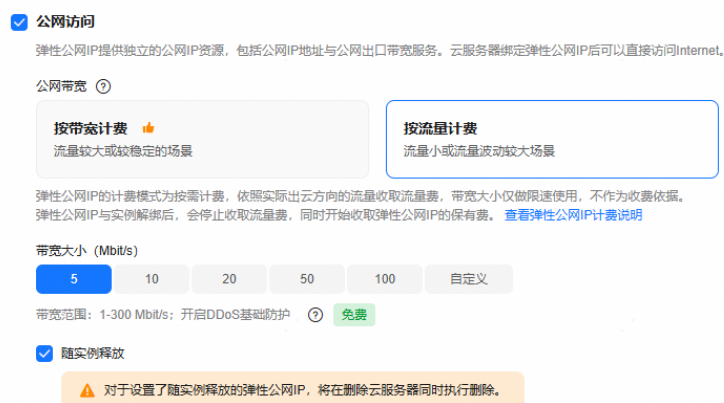 公网访问
弹性公网IP提供独立的公网IP资源，包括公网IP地址与公网出口带宽服务。云服务器绑定弹性公网IP后可以直接访问Internet。
公网带宽 ?
按带宽计费
流量较大或较稳定的场景
按流量计费
流量小或流量波动较大场景
弹性公网IP的计费模式为按需计费，依照实际出云方向的流量收取流量费，带宽大小仅做限速使用，不作为收费依据。
弹性公网IP与实例解绑后，会停止收取流量费，同时开始收取弹性公网IP的保有费。 查看弹性公网IP计费说明
带宽大小（Mbit/s）
5 10 20 50 100 自定义
带宽范围：1-300 Mbit/s；开启DDoS基础防护 ? 免费
随实例释放
对于设置了随实例释放的弹性公网IP，将在删除云服务器同时执行删除。